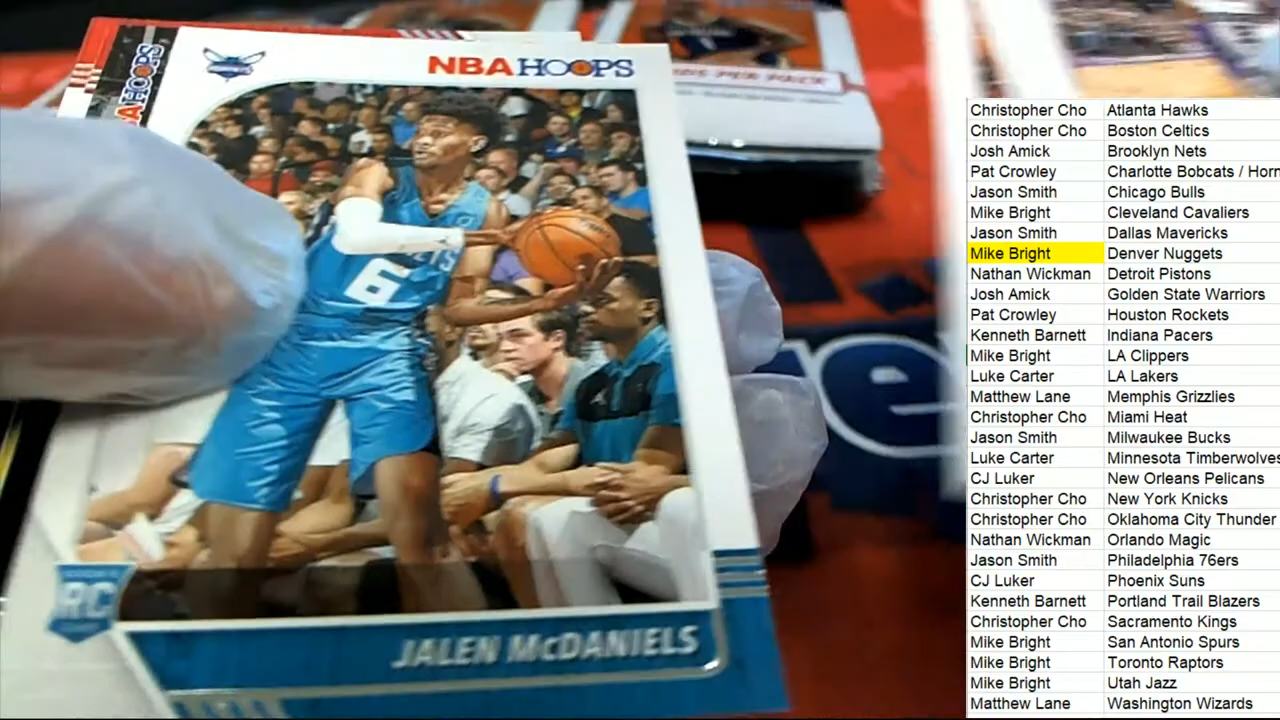 NBA HOOPS
HOOPS
6
RC
JALEN McDANIELS
PER PACK
Christopher Cho Atlanta Hawks
Christopher Cho Boston Celtics
Josh Amick Brooklyn Nets
Pat Crowley Charlotte Bobcats / Horn
Jason Smith Chicago Bulls
Mike Bright Cleveland Cavaliers
Jason Smith Dallas Mavericks
Mike Bright Denver Nuggets
Nathan Wickman Detroit Pistons
Josh Amick Golden State Warriors
Pat Crowley Houston Rockets
Kenneth Barnett Indiana Pacers
Mike Bright LA Clippers
Luke Carter LA Lakers
Matthew Lane Memphis Grizzlies
Christopher Cho Miami Heat
Jason Smith Milwaukee Bucks
Luke Carter Minnesota Timberwolves
CJ Luker New Orleans Pelicans
Christopher Cho New York Knicks
Christopher Cho Oklahoma City Thunder
Nathan Wickman Orlando Magic
Jason Smith Philadelphia 76ers
CJ Luker Phoenix Suns
Kenneth Barnett Portland Trail Blazers
Christopher Cho Sacramento Kings
Mike Bright San Antonio Spurs
Mike Bright Toronto Raptors
Mike Bright Utah Jazz
Matthew Lane Washington Wizards